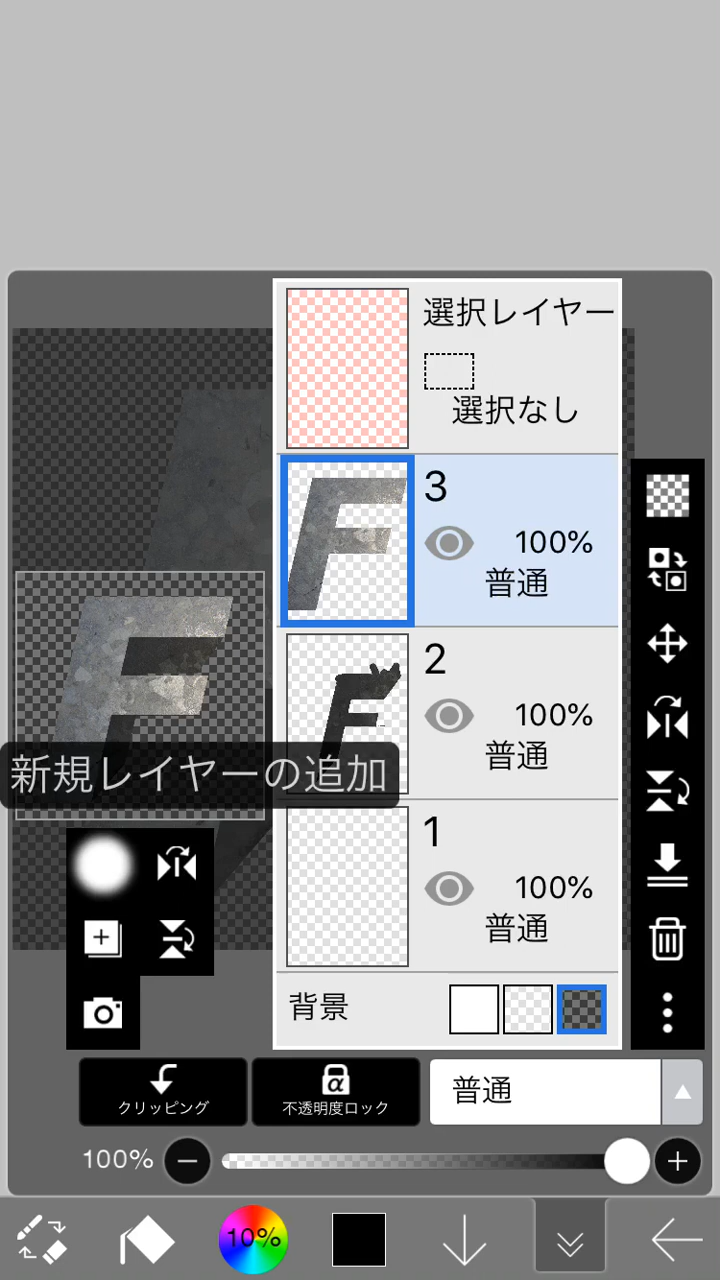 選択レイヤー
選択なし
3
100%
普通
2
100%
普通
新規レイヤーの追加
1
100%
普通
背景
クリッピング
α
不透明度ロック
普通
100%
10%
F